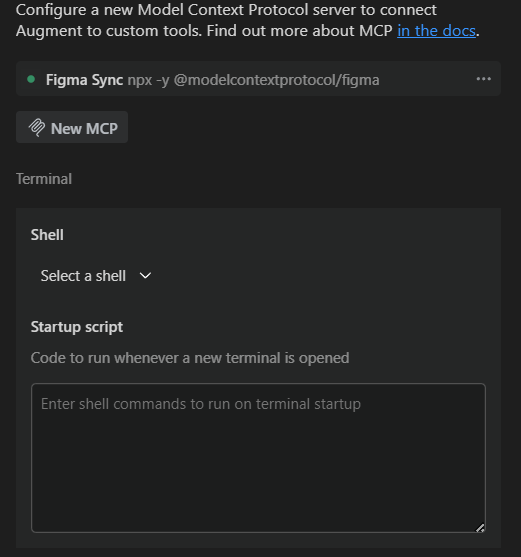 Configure a new Model Context Protocol server to connect
Augment to custom tools. Find out more about MCP in the docs.
Figma Sync npx -y @modelcontextprotocol/figma
New MCP
Terminal
Shell
Select a shell
Startup script
Code to run whenever a new terminal is opened
Enter shell commands to run on terminal startup